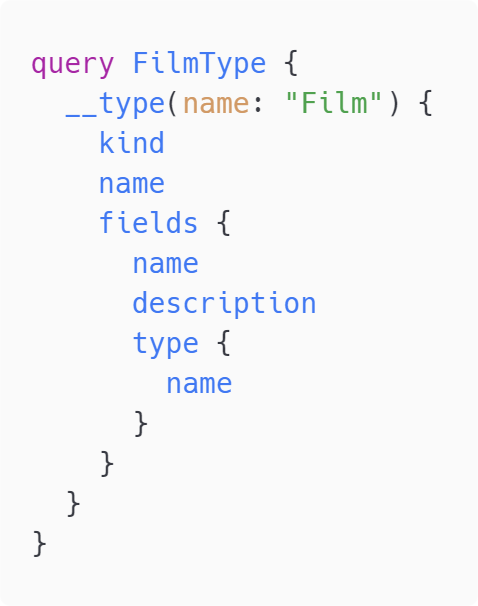 query FilmType {
  __type(name: "Film") {
    kind
    name
    fields {
      name
      description
      type {
        name
      }
    }
  }
}